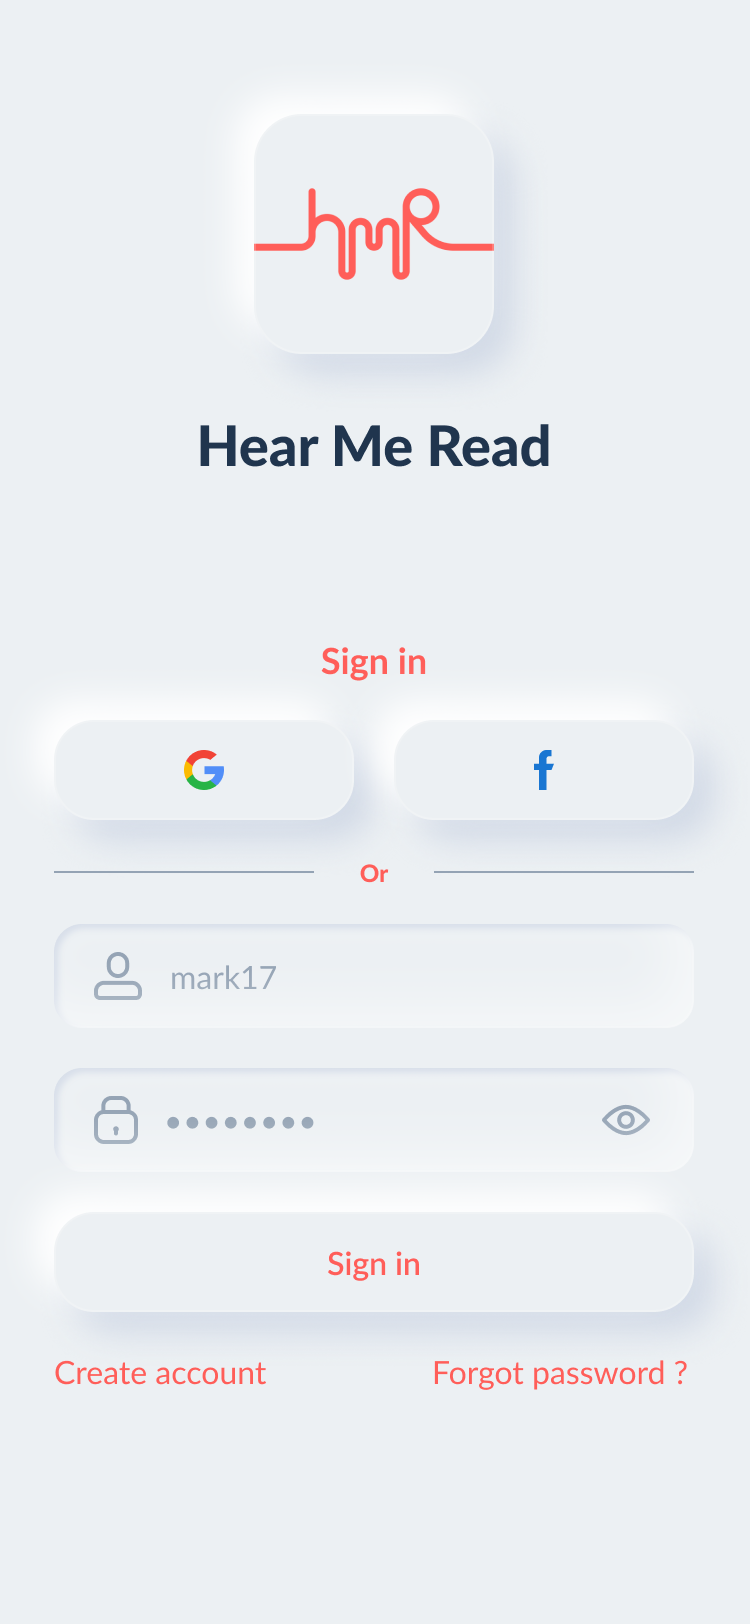 hmR
Hear Me Read
Sign in
Or
mark17
••••••••
Sign in
Create account
Forgot password ?